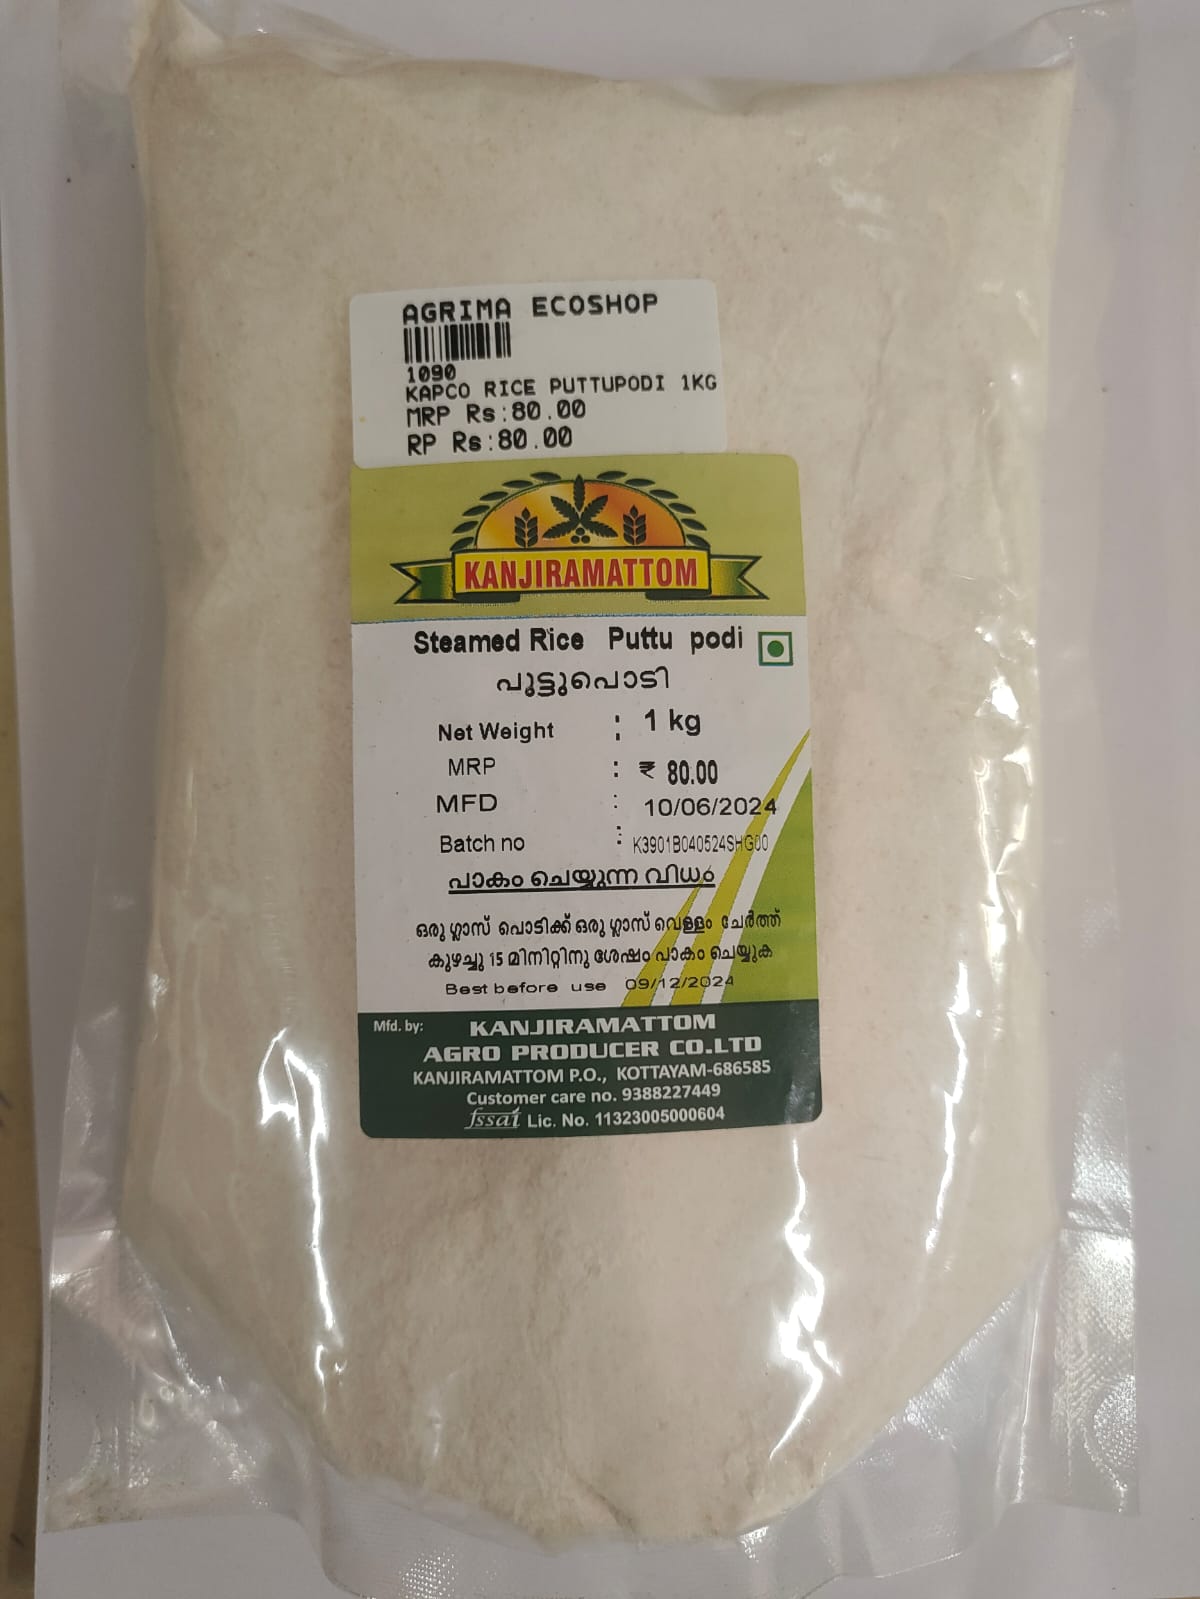 AGRIMA ECOSHOP
1090
KAPCO RICE PUTTUPODI 1KG
MRP Rs:80.00
RP Rs:80.00
KANJIRAMATTOM
Steamed Rice Puttu podi
പുട്ടുപൊടി
Net Weight : 1 kg
MRP : ₹ 80.00
MFD : 10/06/2024
Batch no : K3901B040524SHG00
പാകം ചെയ്യുന്ന വിധം
ഒരു ഗ്ലാസ് പൊടിക്ക് ഒരു ഗ്ലാസ് വെള്ളം ചേർത്ത്
കുഴച്ചു 15 മിനിറ്റിനു ശേഷം പാകം ചെയ്യുക
Best before use 09/12/2024
Mfd. by: KANJIRAMATTOM
AGRO PRODUCER CO.LTD
KANJIRAMATTOM P.O., KOTTAYAM-686585
Customer care no. 9388227449
fssai Lic. No. 11323005000604